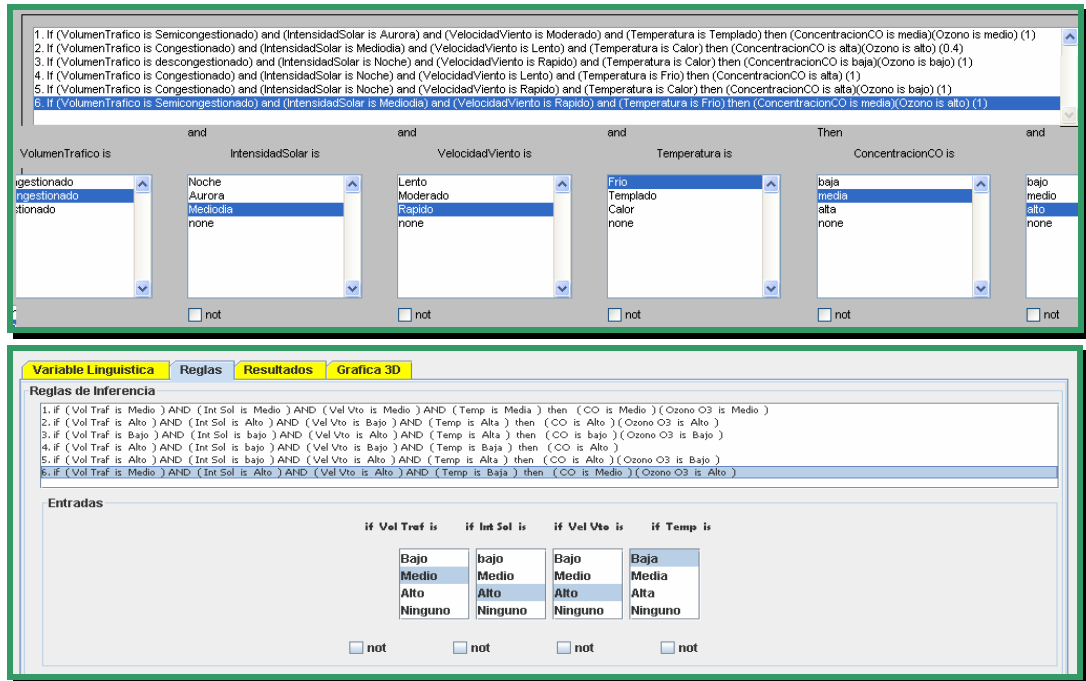 1. If (VolumenTrafico is Semicongestionado) and (IntensidadSolar is Aurora) and (VelocidadViento is Moderado) and (Temperatura is Templado) then (ConcentracionCO is media)(Ozono is medio) (1)
2. If (VolumenTrafico is Congestionado) and (IntensidadSolar is Mediodia) and (VelocidadViento is Lento) and (Temperatura is Calor) then (ConcentracionCO is alta)(Ozono is alto) (0.4)
3. If (VolumenTrafico is descongestionado) and (IntensidadSolar is Noche) and (VelocidadViento is Rapido) and (Temperatura is Calor) then (ConcentracionCO is baja)(Ozono is bajo) (1)
4. If (VolumenTrafico is Congestionado) and (IntensidadSolar is Noche) and (VelocidadViento is Lento) and (Temperatura is Frio) then (ConcentracionCO is alta) (1)
5. If (VolumenTrafico is Congestionado) and (IntensidadSolar is Noche) and (VelocidadViento is Rapido) and (Temperatura is Calor) then (ConcentracionCO is alta)(Ozono is bajo) (1)
6. If (VolumenTrafico is Semicongestionado) and (IntensidadSolar is Mediodia) and (VelocidadViento is Rapido) and (Temperatura is Frio) then (ConcentracionCO is media)(Ozono is alto) (1)
and and and Then and
VolumenTrafico is IntensidadSolar is VelocidadViento is Temperatura is ConcentracionCO is
gestionado Noche Lento Frio baja bajo
ngestionado Aurora Moderado Templado media medio
stionado Mediodia Rapido Calor alta alto
none none none none none
not not not not not
Variable Linguistica Reglas Resultados Grafica 3D
Reglas de Inferencia
1. if ( Vol Traf is Medio ) AND ( Int Sol is Medio ) AND ( Vel Vto is Medio ) AND ( Temp is Media ) then ( CO is Medio ) ( Ozono O3 is Medio )
2. if ( Vol Traf is Alto ) AND ( Int Sol is Alto ) AND ( Vel Vto is Bajo ) AND ( Temp is Alta ) then ( CO is Alto ) ( Ozono O3 is Alto )
3. if ( Vol Traf is Bajo ) AND ( Int Sol is bajo ) AND ( Vel Vto is Alto ) AND ( Temp is Alta ) then ( CO is bajo ) ( Ozono O3 is Bajo )
4. if ( Vol Traf is Alto ) AND ( Int Sol is bajo ) AND ( Vel Vto is Bajo ) AND ( Temp is Baja ) then ( CO is Alto )
5. if ( Vol Traf is Alto ) AND ( Int Sol is bajo ) AND ( Vel Vto is Alto ) AND ( Temp is Alta ) then ( CO is Alto ) ( Ozono O3 is Bajo )
6. if ( Vol Traf is Medio ) AND ( Int Sol is Alto ) AND ( Vel Vto is Alto ) AND ( Temp is Baja ) then ( CO is Medio ) ( Ozono O3 is Alto )
Entradas
if Vol Traf is if Int Sol is if Vel Vto is if Temp is
Bajo bajo Bajo Baja
Medio Medio Medio Media
Alto Alto Alto Alta
Ninguno Ninguno Ninguno Ninguno
not not not not